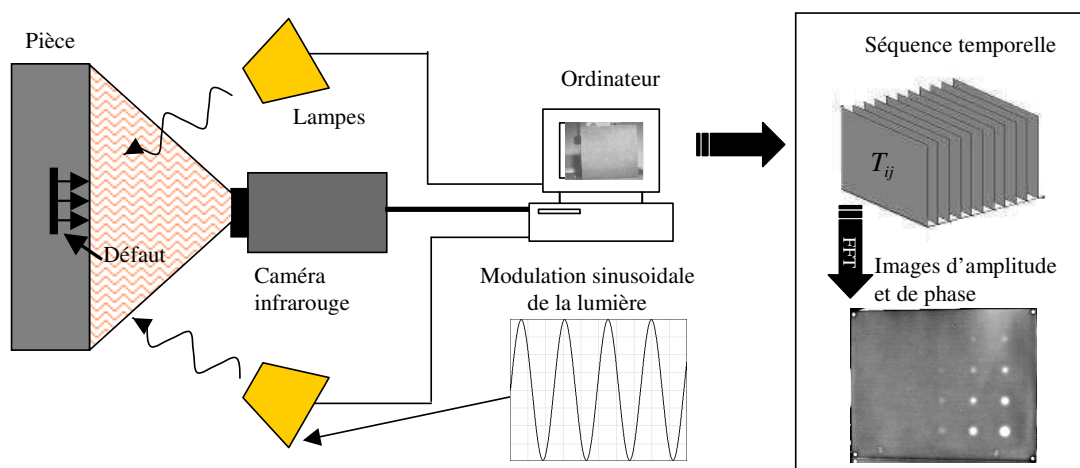 Pièce
Lampes
Défaut
Caméra
infrarouge
Ordinateur
Modulation sinusoidale
de la lumière
Séquence temporelle
Tij
FFT
Images d’amplitude
et de phase